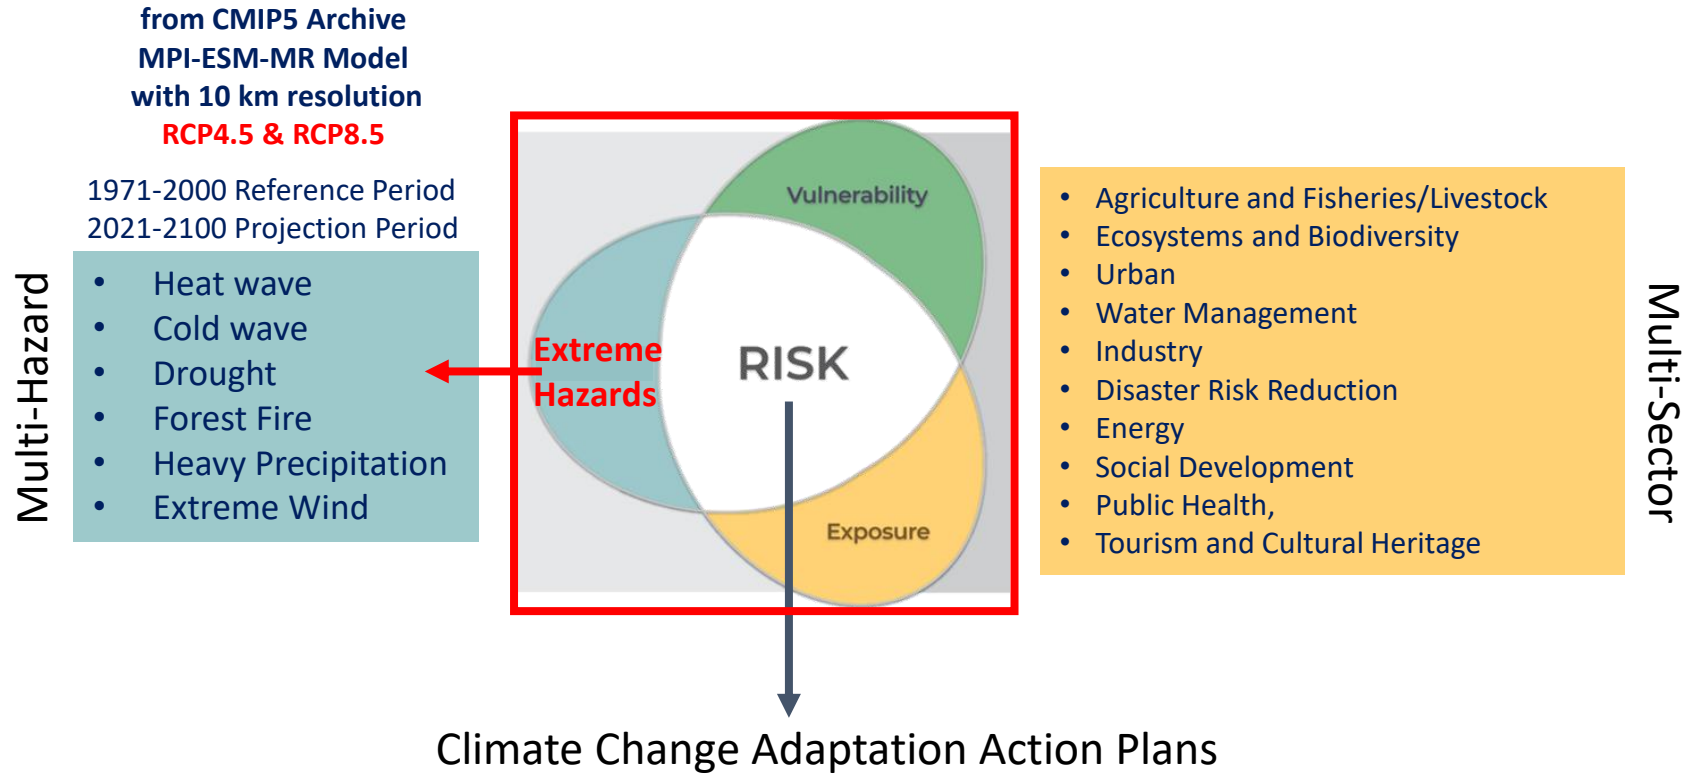 from CMIP5 Archive
MPI-ESM-MR Model
with 10 km resolution
RCP4.5 & RCP8.5
1971-2000 Reference Period
2021-2100 Projection Period
Multi-Hazard
• Heat wave
• Cold wave
• Drought
• Forest Fire
• Heavy Precipitation
• Extreme Wind
Vulnerability
Extreme
Hazards
RISK
Exposure
• Agriculture and Fisheries/Livestock
• Ecosystems and Biodiversity
• Urban
• Water Management
• Industry
• Disaster Risk Reduction
• Energy
• Social Development
• Public Health,
• Tourism and Cultural Heritage
Multi-Sector
Climate Change Adaptation Action Plans